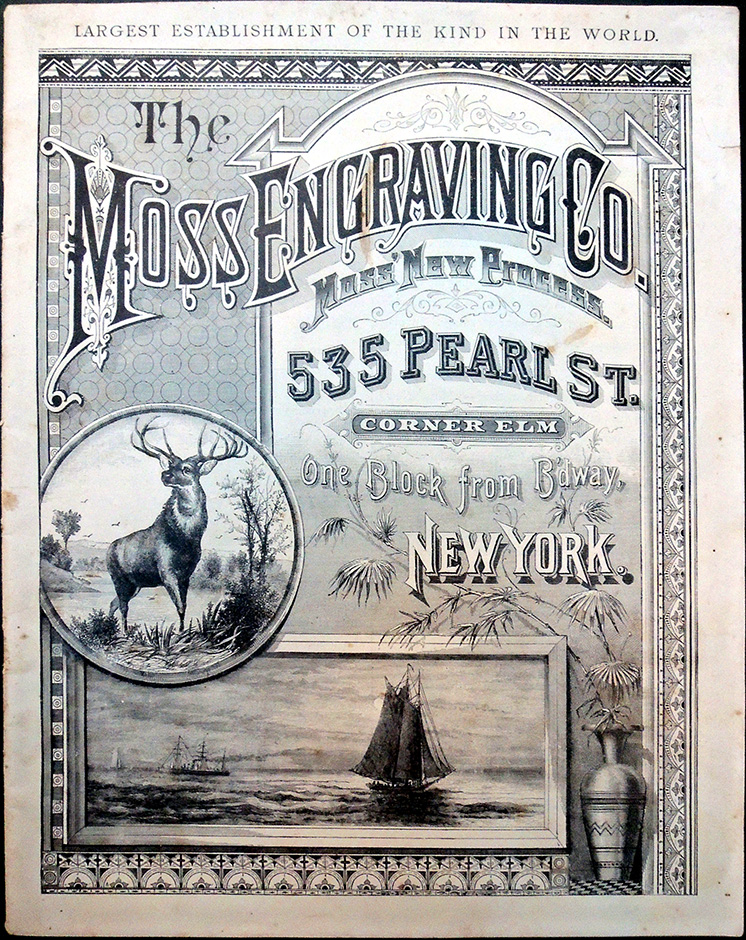 LARGEST ESTABLISHMENT OF THE KIND IN THE WORLD.
The
MOSS ENGRAVING CO.
Moss' New Process.
535 PEARL ST.
CORNER ELM
One Block from B'dway,
NEW YORK.